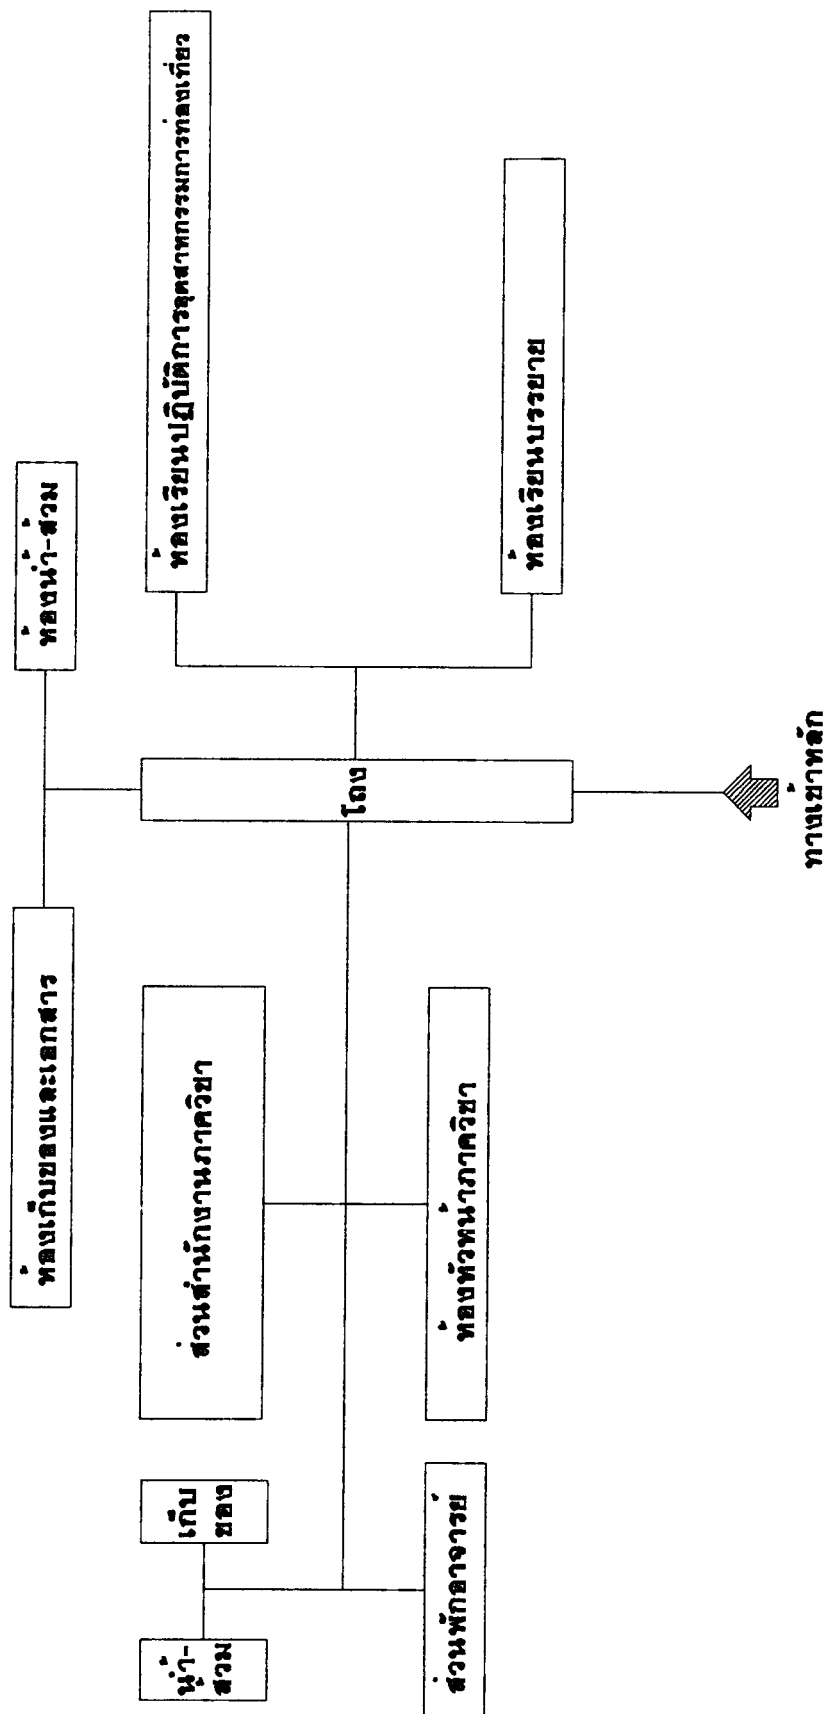 น้ำ-
ส้วม
เก็บ
ของ
ส่วนสำนักงานภาควิชา
ห้องเก็บของและเอกสาร
ห้องน้ำ-ส้วม
ห้องเรียนปฏิบัติการอุตสาหกรรมการท่องเที่ยว
โถง
ส่วนพักอาจารย์
ห้องหัวหน้าภาควิชา
ห้องเรียนบรรยาย
ทางเข้าหลัก